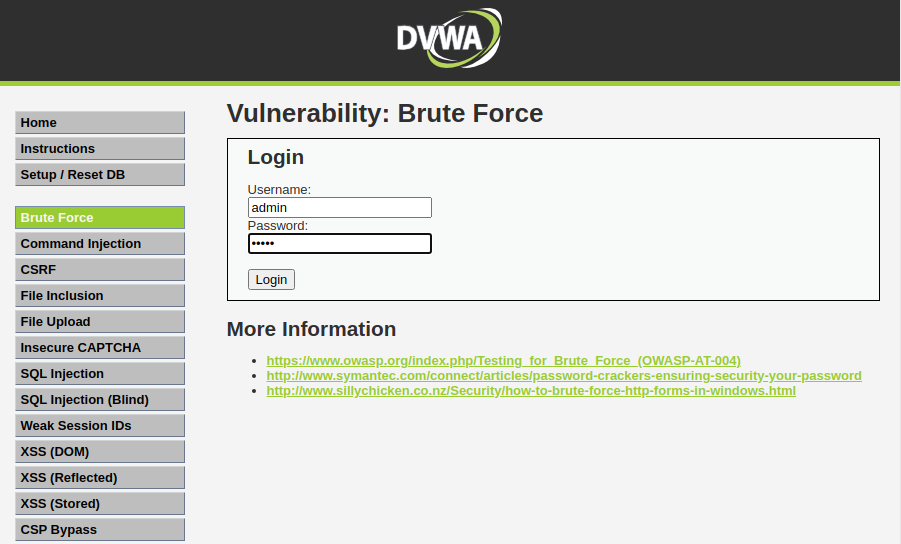 DVWA
Vulnerability: Brute Force
Home
Instructions
Setup / Reset DB
Brute Force
Command Injection
CSRF
File Inclusion
File Upload
Insecure CAPTCHA
SQL Injection
SQL Injection (Blind)
Weak Session IDs
XSS (DOM)
XSS (Reflected)
XSS (Stored)
CSP Bypass
Login
Username:
admin
Password:
•••••
Login
More Information
• https://www.owasp.org/index.php/Testing_for_Brute_Force_(OWASP-AT-004)
• http://www.symantec.com/connect/articles/password-crackers-ensuring-security-your-password
• http://www.sillychicken.co.nz/Security/how-to-brute-force-http-forms-in-windows.html